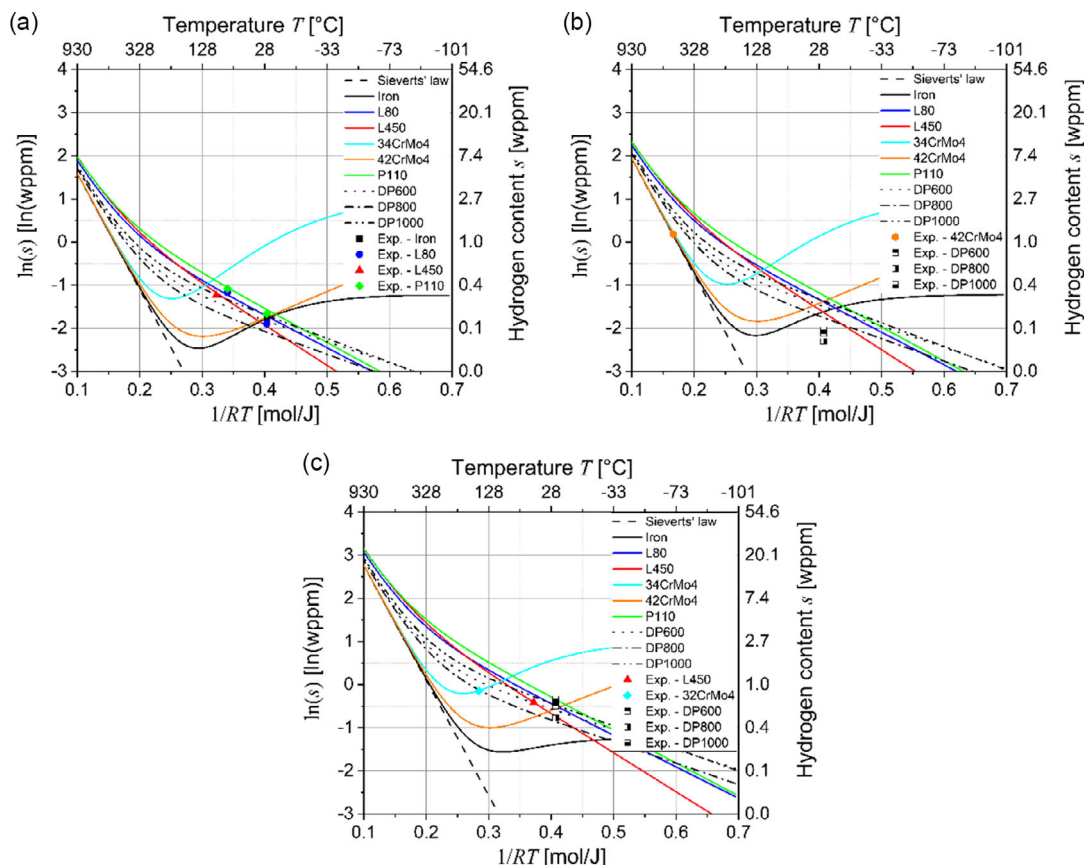 (a)
Temperature T [°C]
930 328 128 28 -33 -73 -101
4
3
2
1
0
-1
-2
-3
ln(s) [ln(wppm)]
Sieverts' law
Iron
L80
L450
34CrMo4
42CrMo4
P110
DP600
DP800
DP1000
Exp. - Iron
Exp. - L80
Exp. - L450
Exp. - P110
54.6
20.1
7.4
2.7
1.0
0.4
0.1
0.0
Hydrogen content s [wppm]
0.1 0.2 0.3 0.4 0.5 0.6 0.7
1/RT [mol/J]
(b)
Temperature T [°C]
930 328 128 28 -33 -73 -101
4
3
2
1
0
-1
-2
-3
ln(s) [ln(wppm)]
Sieverts' law
Iron
L80
L450
34CrMo4
42CrMo4
P110
DP600
DP800
DP1000
Exp. - 42CrMo4
Exp. - DP600
Exp. - DP800
Exp. - DP1000
54.6
20.1
7.4
2.7
1.0
0.4
0.1
0.0
Hydrogen content s [wppm]
0.1 0.2 0.3 0.4 0.5 0.6 0.7
1/RT [mol/J]
(c)
Temperature T [°C]
930 328 128 28 -33 -73 -101
4
3
2
1
0
-1
-2
-3
ln(s) [ln(wppm)]
Sieverts' law
Iron
L80
L450
34CrMo4
42CrMo4
P110
DP600
DP800
DP1000
Exp. - L450
Exp. - 32CrMo4
Exp. - DP600
Exp. - DP800
Exp. - DP1000
54.6
20.1
7.4
2.7
1.0
0.4
0.1
0.0
Hydrogen content s [wppm]
0.1 0.2 0.3 0.4 0.5 0.6 0.7
1/RT [mol/J]